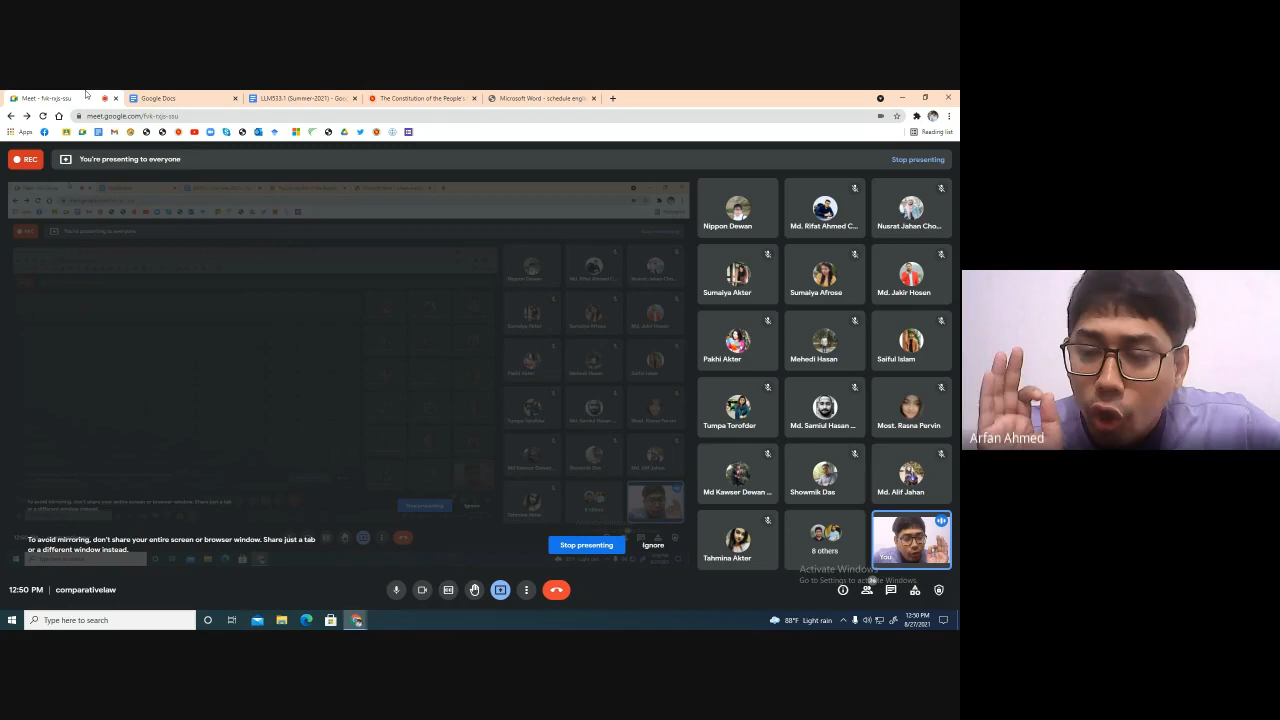 Meet - fvk-njjs-ssu
Google Docs
LLM533.1 (Summer-2021) - Goo
The Constitution of the People's
Microsoft Word - schedule engl
meet.google.com/fvk-njjs-ssu
Apps
Reading list
REC
You're presenting to everyone
Stop presenting
Nippon Dewan
Md. Rifat Ahmed C...
Nusrat Jahan Cho...
Sumaiya Akter
Sumaiya Afrose
Md. Jakir Hosen
Pakhi Akter
Mehedi Hasan
Saiful Islam
Tumpa Torofder
Md. Samiul Hasan ...
Most. Rasna Pervin
Md Kawser Dewan ...
Showmik Das
Md. Alif Jahan
Tahmina Akter
8 others
You
Arfan Ahmed
To avoid mirroring, don't share your entire screen or browser window. Share just a tab
or a different window instead.
Stop presenting
Ignore
Activate Windows
Go to Settings to activate Windows.
12:50 PM
comparativelaw
Type here to search
88°F Light rain
12:50 PM
8/27/2021